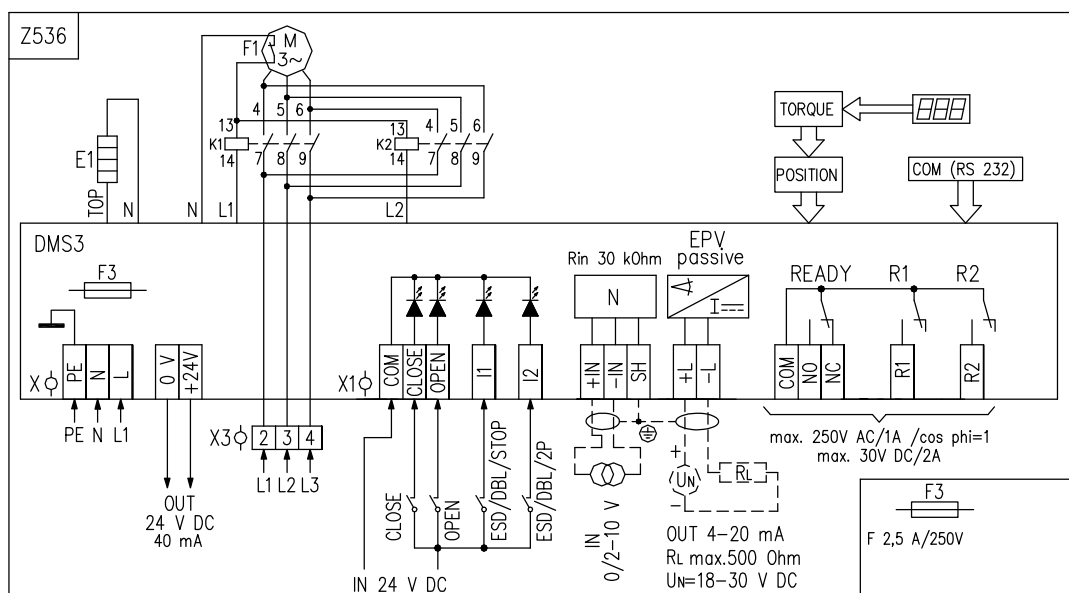 Z536
F1
M
3~
4
5
6
13
K1
14
7
8
9
13
K2
14
4
5
6
7
8
9
E1
TOP
N
N
L1
L2
TORQUE
POSITION
COM (RS 232)
DMS3
F3
X
PE
N
L
0 V
+24V
PE N L1
OUT
24 V DC
40 mA
X3
2
3
4
L1 L2 L3
X1
COM
CLOSE
OPEN
I1
I2
CLOSE
OPEN
ESD/DBL/STOP
ESD/DBL/2P
IN 24 V DC
Rin 30 kOhm
N
+IN
-IN
SH
IN
0/2-10 V
EPV
passive
I
+L
-L
+
UN
-
RL
OUT 4-20 mA
RL max.500 Ohm
UN=18-30 V DC
READY
R1
R2
COM
NO
NC
R1
R2
max. 250V AC/1A /cos phi=1
max. 30V DC/2A
F3
F 2,5 A/250V